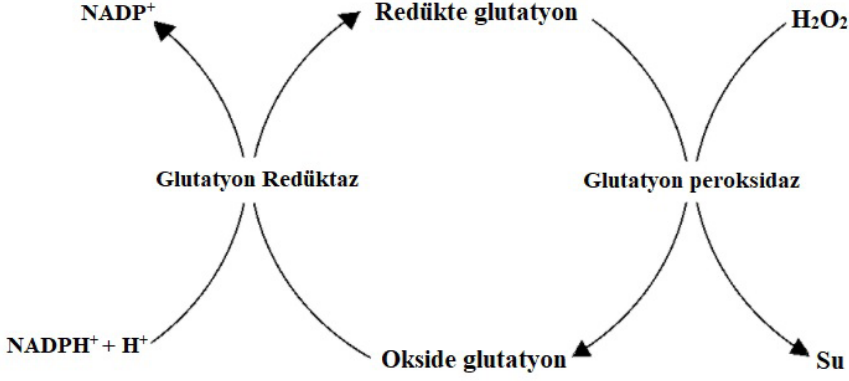 NADP⁺
Redükte glutatyon
H₂O₂
Glutatyon Redüktaz
Glutatyon peroksidaz
NADPH⁺ + H⁺
Okside glutatyon
Su